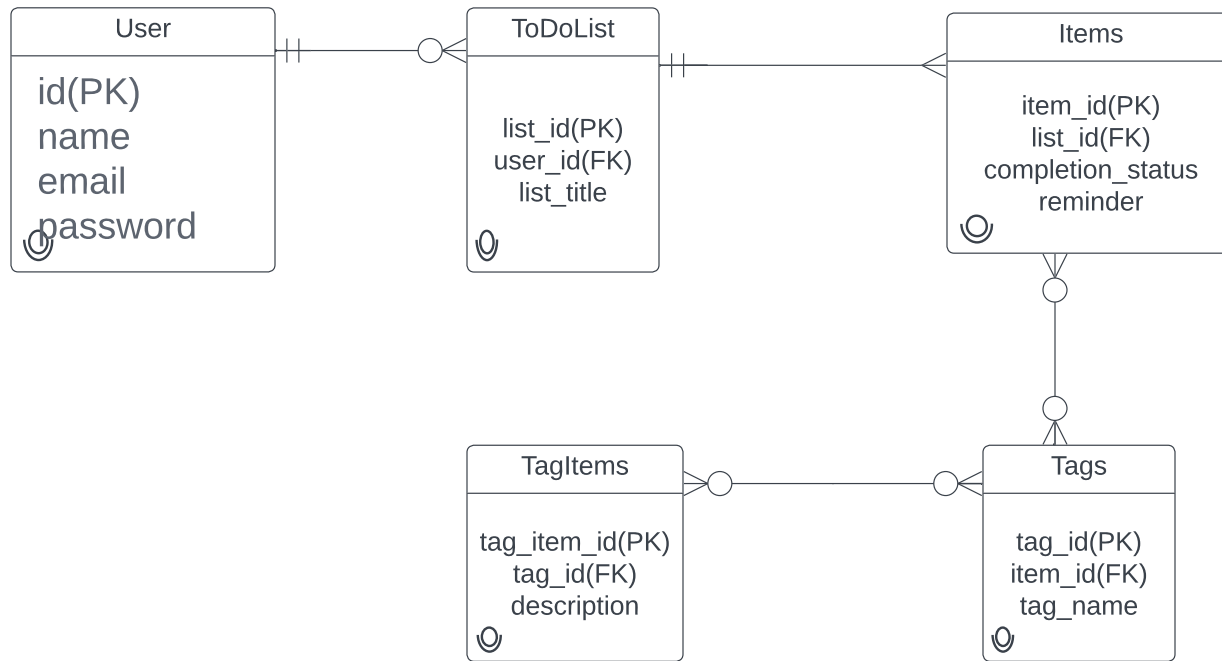 User
id(PK)
name
email
password
ToDoList
list_id(PK)
user_id(FK)
list_title
Items
item_id(PK)
list_id(FK)
completion_status
reminder
TagItems
tag_item_id(PK)
tag_id(FK)
description
Tags
tag_id(PK)
item_id(FK)
tag_name